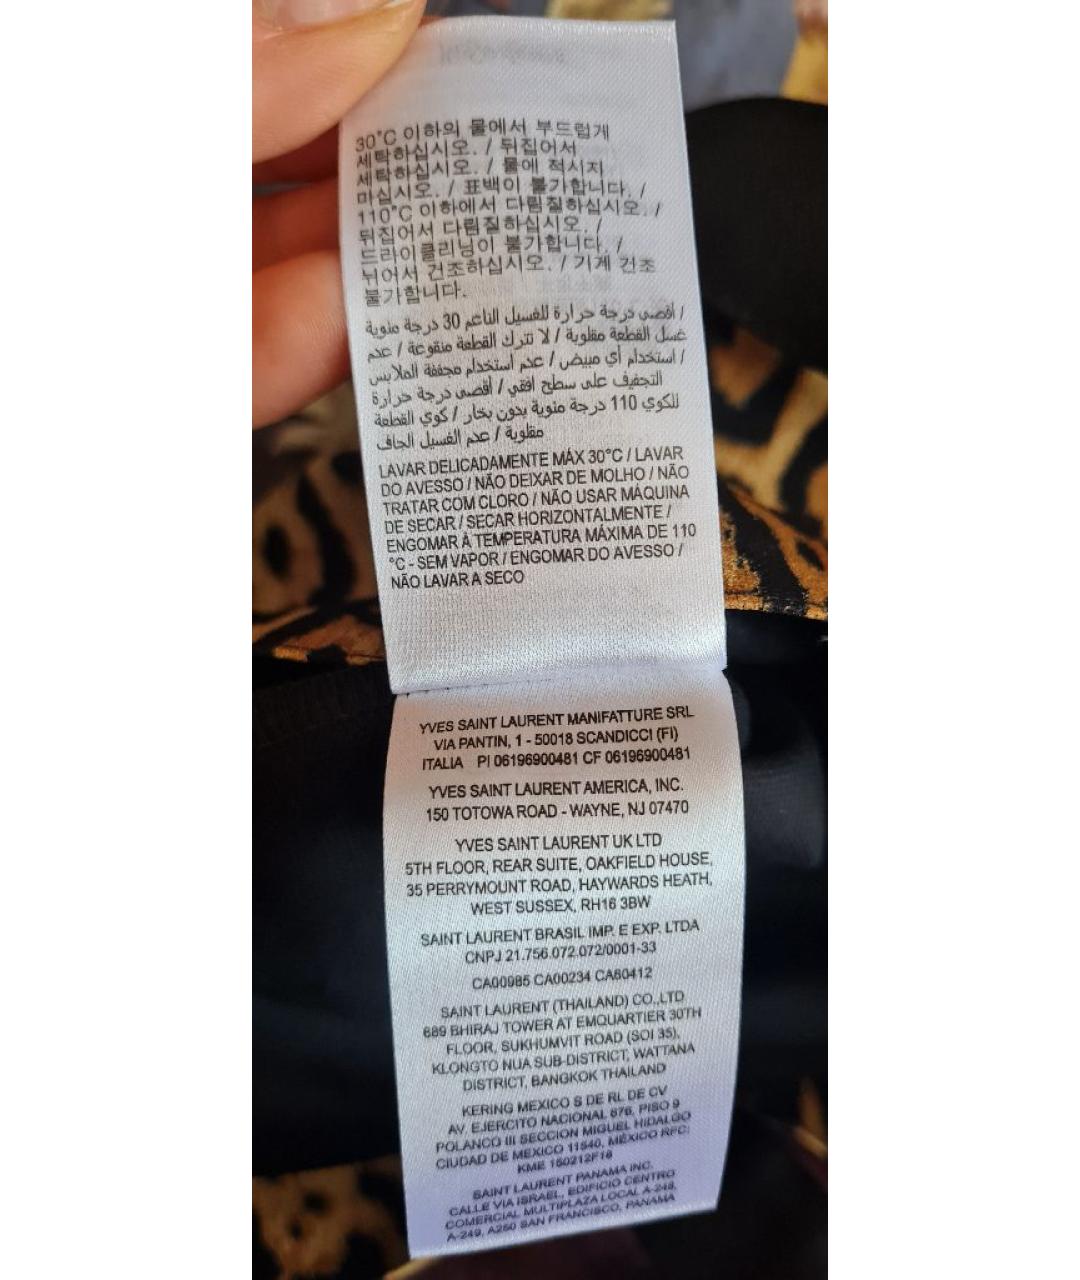 30°C 이하의 물에서 부드럽게
세탁하십시오. / 뒤집어서
세탁하십시오. / 물에 적시지
마십시오. / 표백이 불가합니다. /
110°C 이하에서 다림질하십시오. /
뒤집어서 다림질하십시오. /
드라이클리닝이 불가합니다. /
뉘어서 건조하십시오. / 기계 건조
불가합니다.
أقصى درجة حرارة للغسيل الناعم 30 درجة مئوية /
غسل القطعة مقلوبة / لا تترك القطعة منقوعة / عدم
استخدام أي مبيض / عدم استخدام مجففة الملابس /
التجفيف على سطح افقي / أقصى درجة حرارة
للكوي 110 درجة مئوية بدون بخار / كوي القطعة
مقلوبة / عدم الغسيل الجاف
LAVAR DELICADAMENTE MÁX 30°C / LAVAR
DO AVESSO / NÃO DEIXAR DE MOLHO / NÃO
TRATAR COM CLORO / NÃO USAR MÁQUINA
DE SECAR / SECAR HORIZONTALMENTE /
ENGOMAR À TEMPERATURA MÁXIMA DE 110
°C - SEM VAPOR / ENGOMAR DO AVESSO /
NÃO LAVAR A SECO
YVES SAINT LAURENT MANIFATTURE SRL
VIA PANTIN, 1 - 50018 SCANDICCI (FI)
ITALIA PI 06196900481 CF 06196900481
YVES SAINT LAURENT AMERICA, INC.
150 TOTOWA ROAD - WAYNE, NJ 07470
YVES SAINT LAURENT UK LTD
5TH FLOOR, REAR SUITE, OAKFIELD HOUSE,
35 PERRYMOUNT ROAD, HAYWARDS HEATH,
WEST SUSSEX, RH16 3BW
SAINT LAURENT BRASIL IMP. E EXP. LTDA
CNPJ 21.756.072.072/0001-33
CA00985 CA00234 CA60412
SAINT LAURENT (THAILAND) CO.,LTD
689 BHIRAJ TOWER AT EMQUARTIER 30TH
FLOOR, SUKHUMVIT ROAD (SOI 35),
KLONGTO NUA SUB-DISTRICT, WATTANA
DISTRICT, BANGKOK THAILAND
KERING MEXICO S DE RL DE CV
AV. EJERCITO NACIONAL 676, PISO 9
POLANCO III SECCION MIGUEL HIDALGO
CIUDAD DE MEXICO 11540, MÉXICO RFC:
KME 150212F16
SAINT LAURENT PANAMA INC.
CALLE VIA ISRAEL, EDIFICIO CENTRO
COMERCIAL MULTIPLAZA LOCAL A-248,
A-249, A250 SAN FRANCISCO, PANAMA